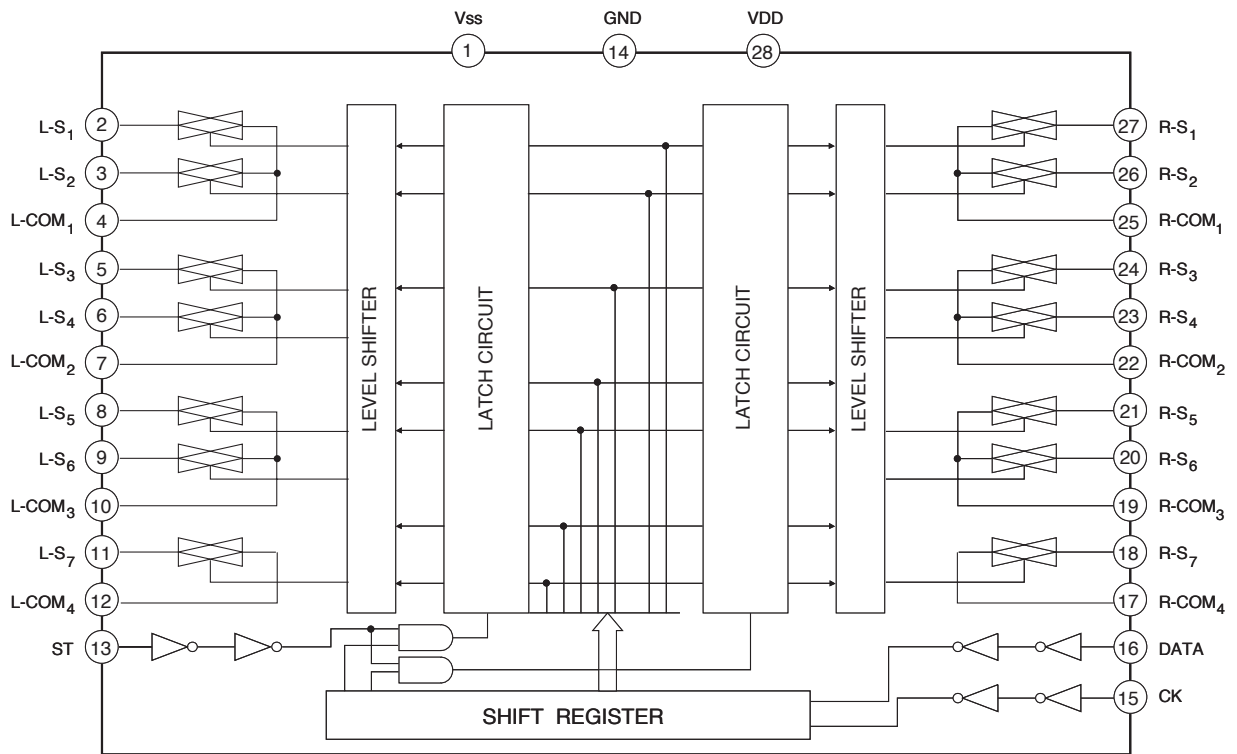 Vss GND VDD
1 14 28
L-S1 2
L-S2 3
L-COM1 4
L-S3 5
L-S4 6
L-COM2 7
L-S5 8
L-S6 9
L-COM3 10
L-S7 11
L-COM4 12
ST 13
LEVEL SHIFTER
LATCH CIRCUIT
LATCH CIRCUIT
LEVEL SHIFTER
27 R-S1
26 R-S2
25 R-COM1
24 R-S3
23 R-S4
22 R-COM2
21 R-S5
20 R-S6
19 R-COM3
18 R-S7
17 R-COM4
16 DATA
15 CK
SHIFT REGISTER